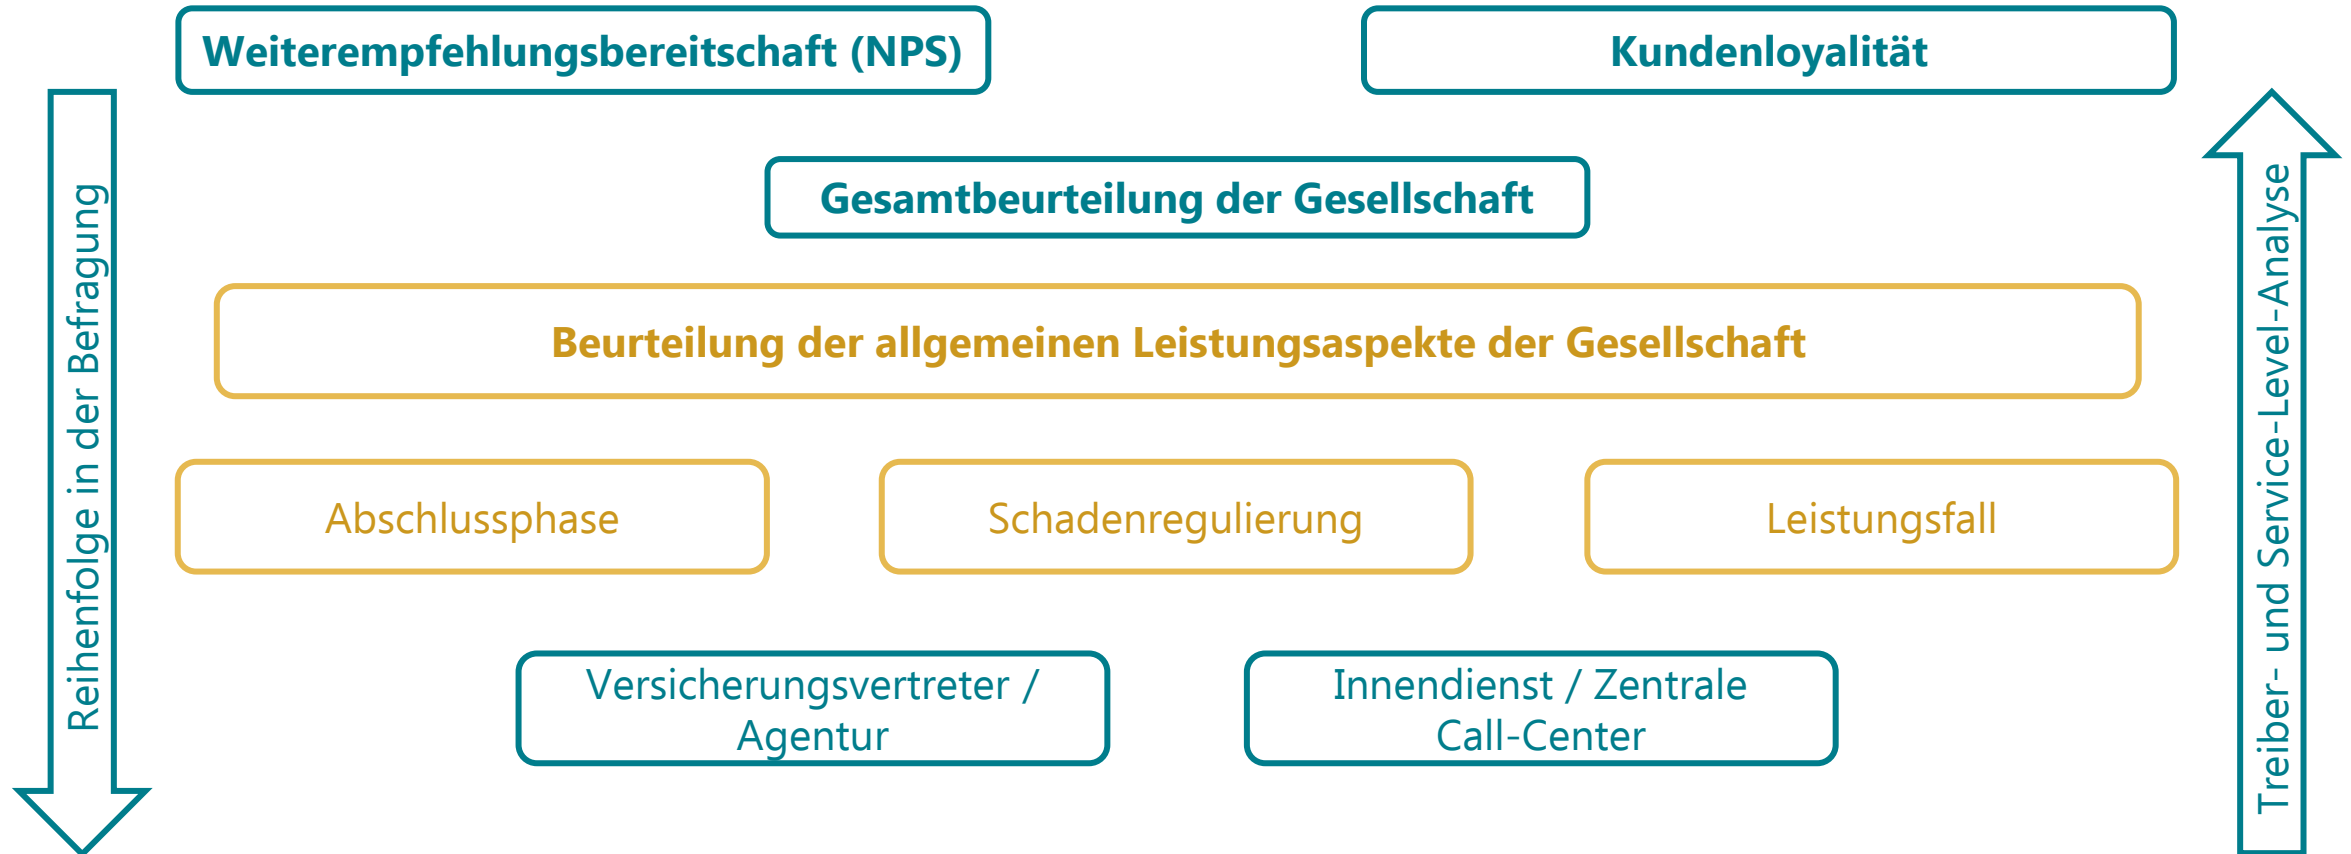 Weiterempfehlungsbereitschaft (NPS)
Kundenloyalität
Reihenfolge in der Befragung
Gesamtbeurteilung der Gesellschaft
Beurteilung der allgemeinen Leistungsaspekte der Gesellschaft
Abschlussphase
Schadenregulierung
Leistungsfall
Versicherungsvertreter /
Agentur
Innendienst / Zentrale
Call-Center
Treiber- und Service-Level-Analyse